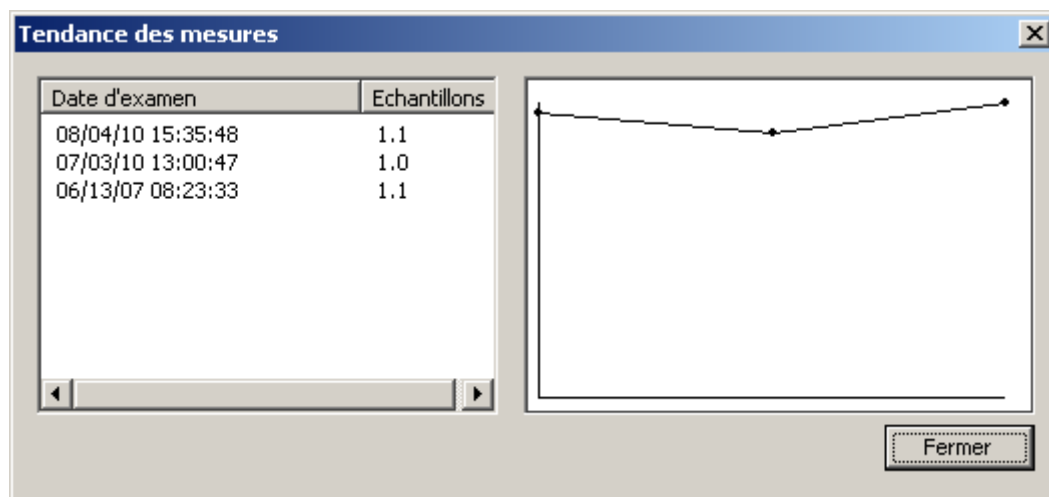 Tendance des mesures
Date d'examen Echantillons
08/04/10 15:35:48 1.1
07/03/10 13:00:47 1.0
06/13/07 08:23:33 1.1
Fermer